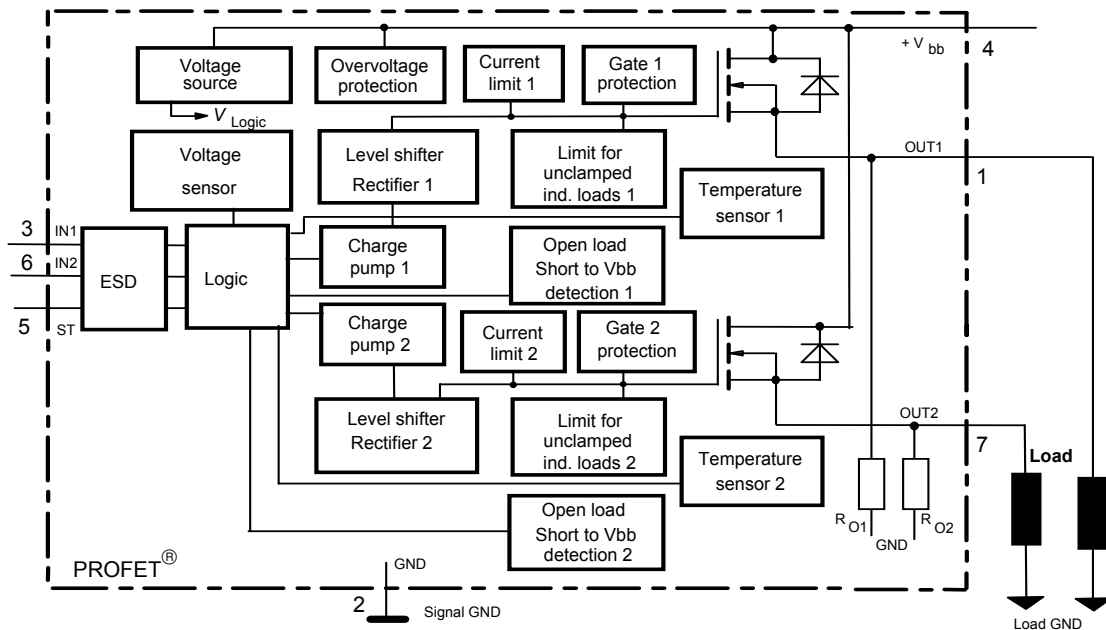 + V bb
4
Voltage
source
Overvoltage
protection
Current
limit 1
Gate 1
protection
V Logic
Voltage
sensor
Level shifter
Rectifier 1
Limit for
unclamped
ind. loads 1
OUT1
1
Temperature
sensor 1
3
IN1
6
IN2
ESD
Logic
Charge
pump 1
Open load
Short to Vbb
detection 1
5
ST
Charge
pump 2
Current
limit 2
Gate 2
protection
Level shifter
Rectifier 2
Limit for
unclamped
ind. loads 2
OUT2
7
Load
Temperature
sensor 2
R O1
R O2
GND
Open load
Short to Vbb
detection 2
PROFET®
GND
2
Signal GND
Load GND